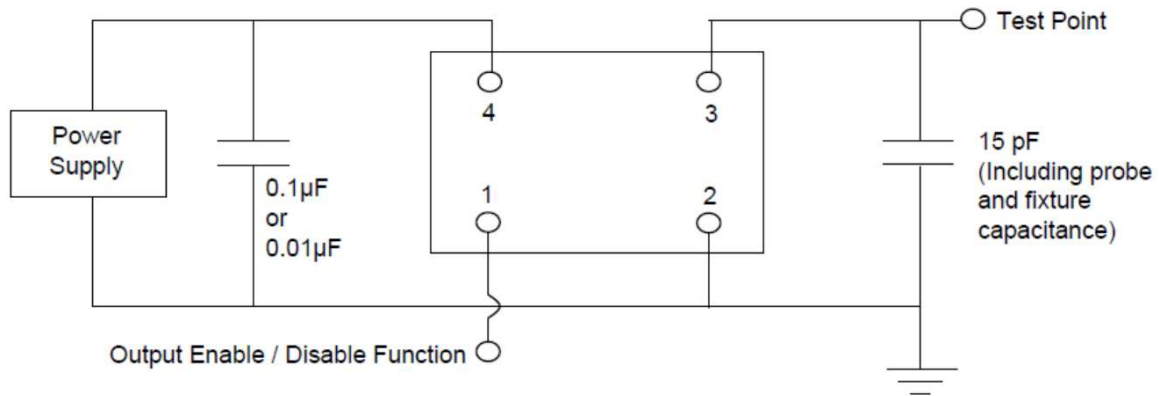 Test Point
Power
Supply
4
3
0.1µF
or
0.01µF
1
2
15 pF
(Including probe
and fixture
capacitance)
Output Enable / Disable Function